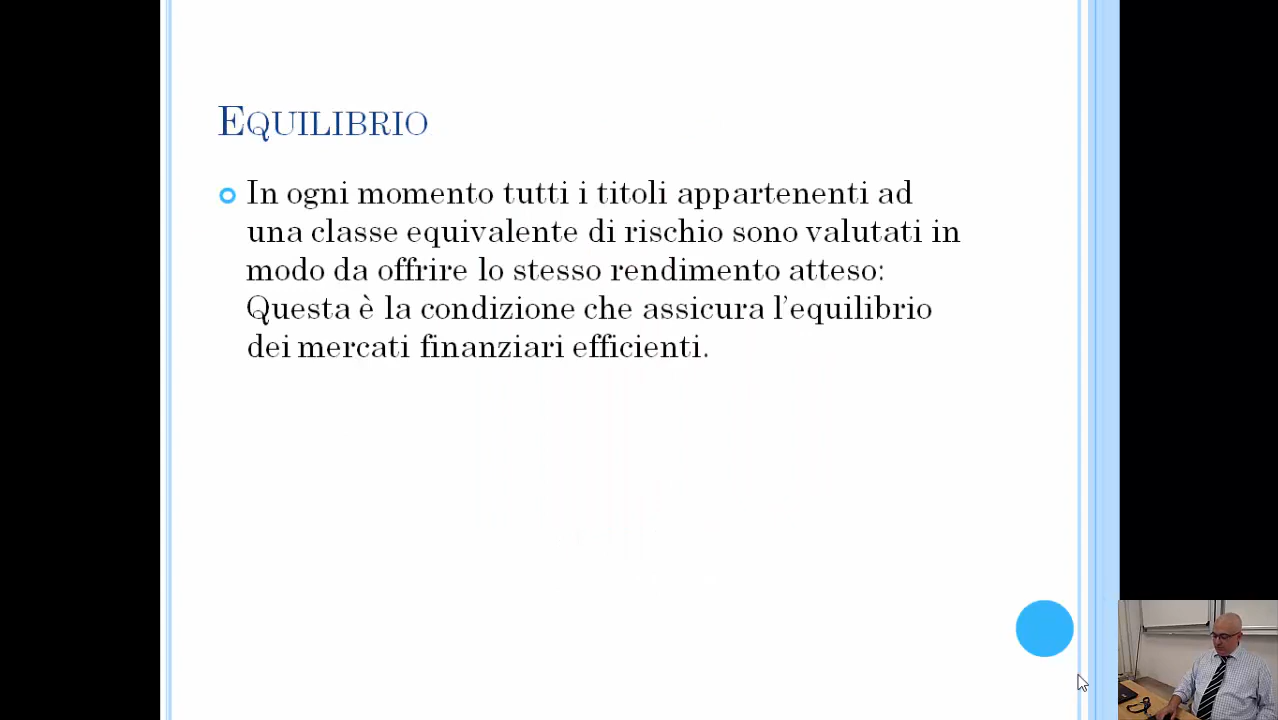 EQUILIBRIO
In ogni momento tutti i titoli appartenenti ad
una classe equivalente di rischio sono valutati in
modo da offrire lo stesso rendimento atteso:
Questa è la condizione che assicura l’equilibrio
dei mercati finanziari efficienti.